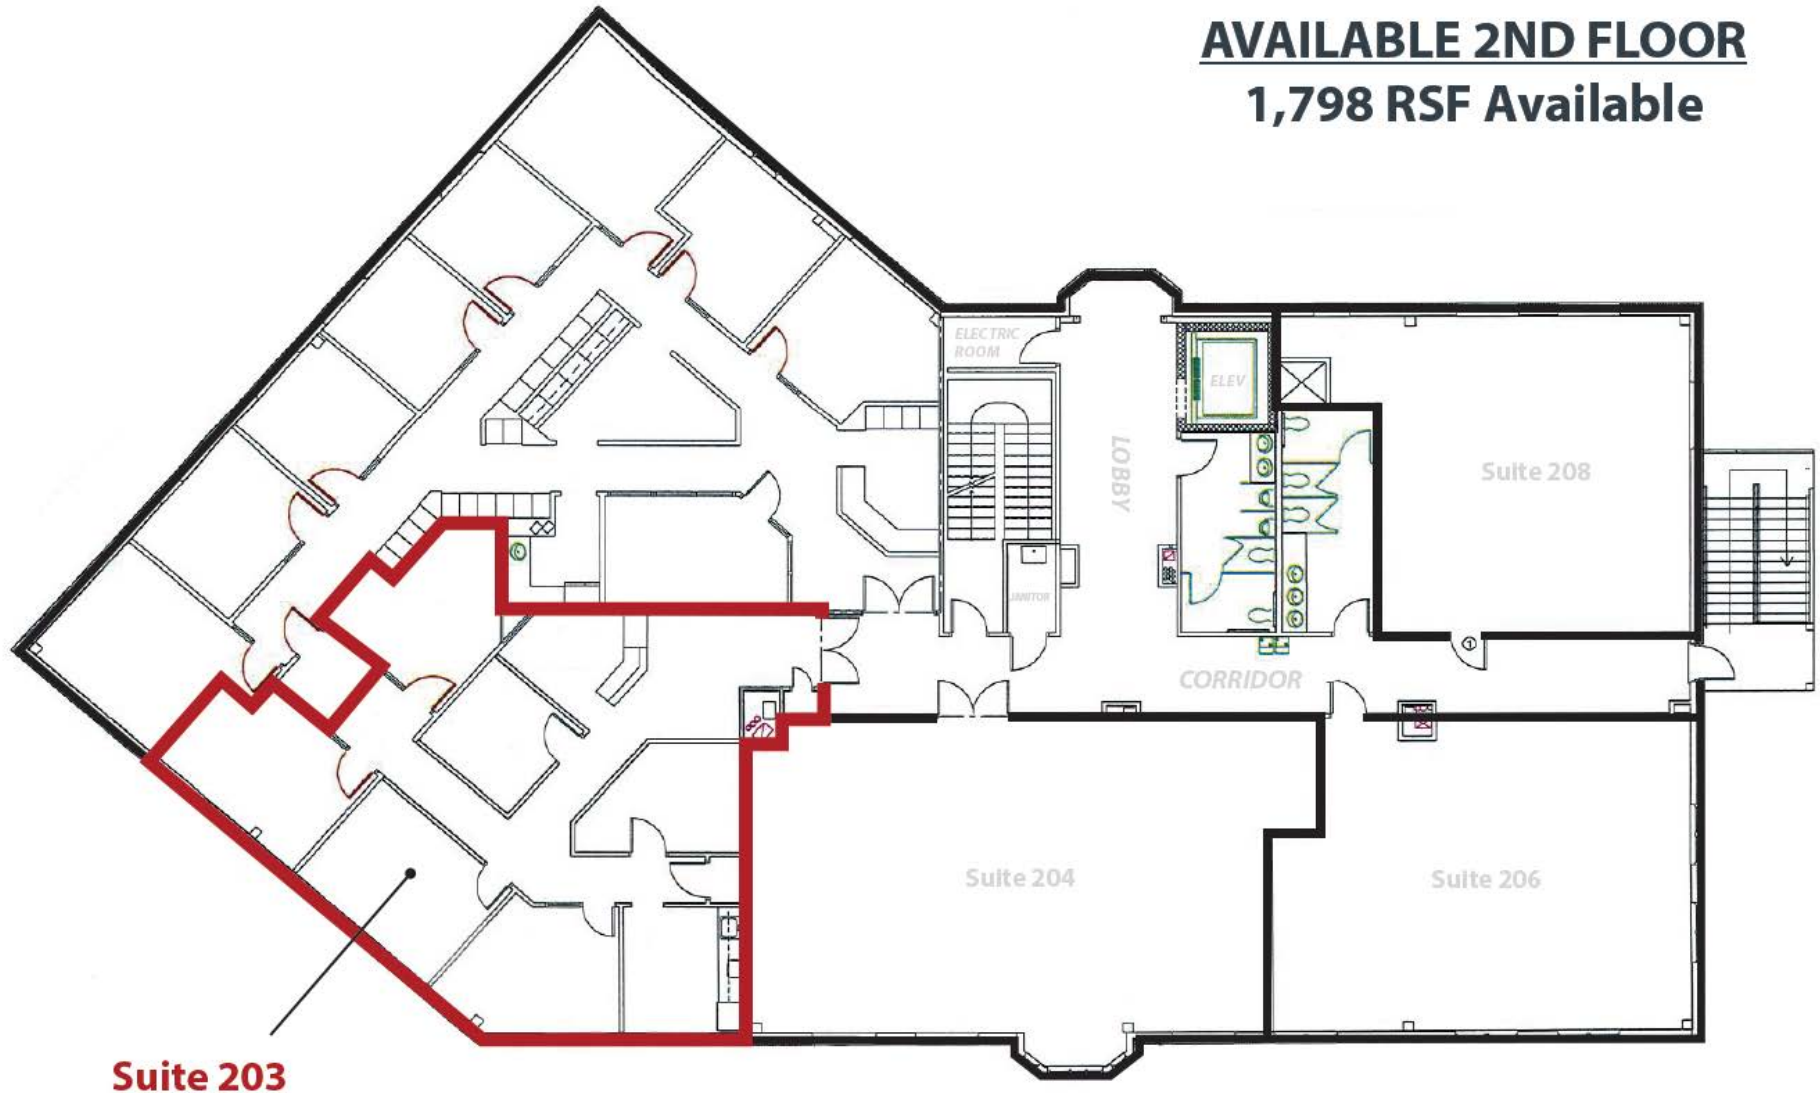 AVAILABLE 2ND FLOOR
1,798 RSF Available
ELECTRIC
ROOM
ELEV
LOBBY
Suite 208
JANITOR
1
CORRIDOR
Suite 204
Suite 206
Suite 203